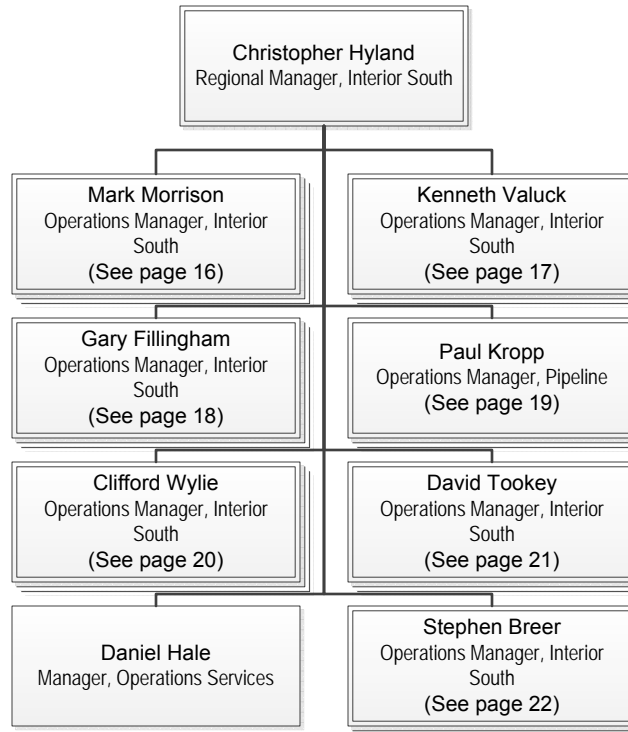 Christopher Hyland
Regional Manager, Interior South
Mark Morrison
Operations Manager, Interior
South
(See page 16)
Kenneth Valuck
Operations Manager, Interior
South
(See page 17)
Gary Fillingham
Operations Manager, Interior
South
(See page 18)
Paul Kropp
Operations Manager, Pipeline
(See page 19)
Clifford Wylie
Operations Manager, Interior
South
(See page 20)
David Tookey
Operations Manager, Interior
South
(See page 21)
Daniel Hale
Manager, Operations Services
Stephen Breer
Operations Manager, Interior
South
(See page 22)